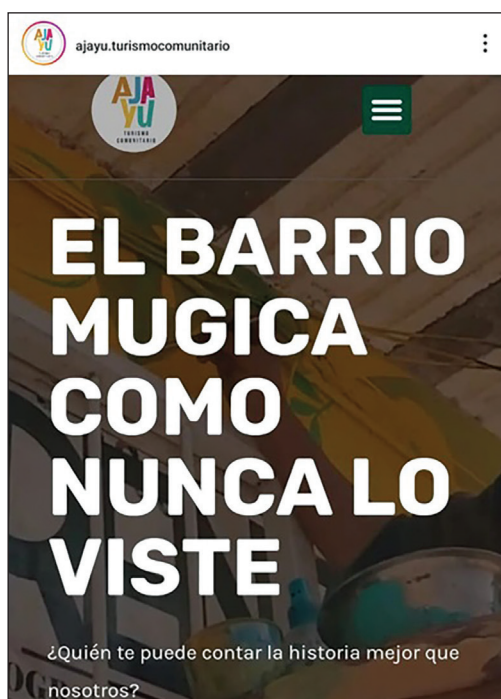 ajayu.turismocomunitario
AJA
YU
TURISMO
COMUNITARIO
EL BARRIO
MUGICA
COMO
NUNCA LO
VISTE
¿Quién te puede contar la historia mejor que
nosotros?